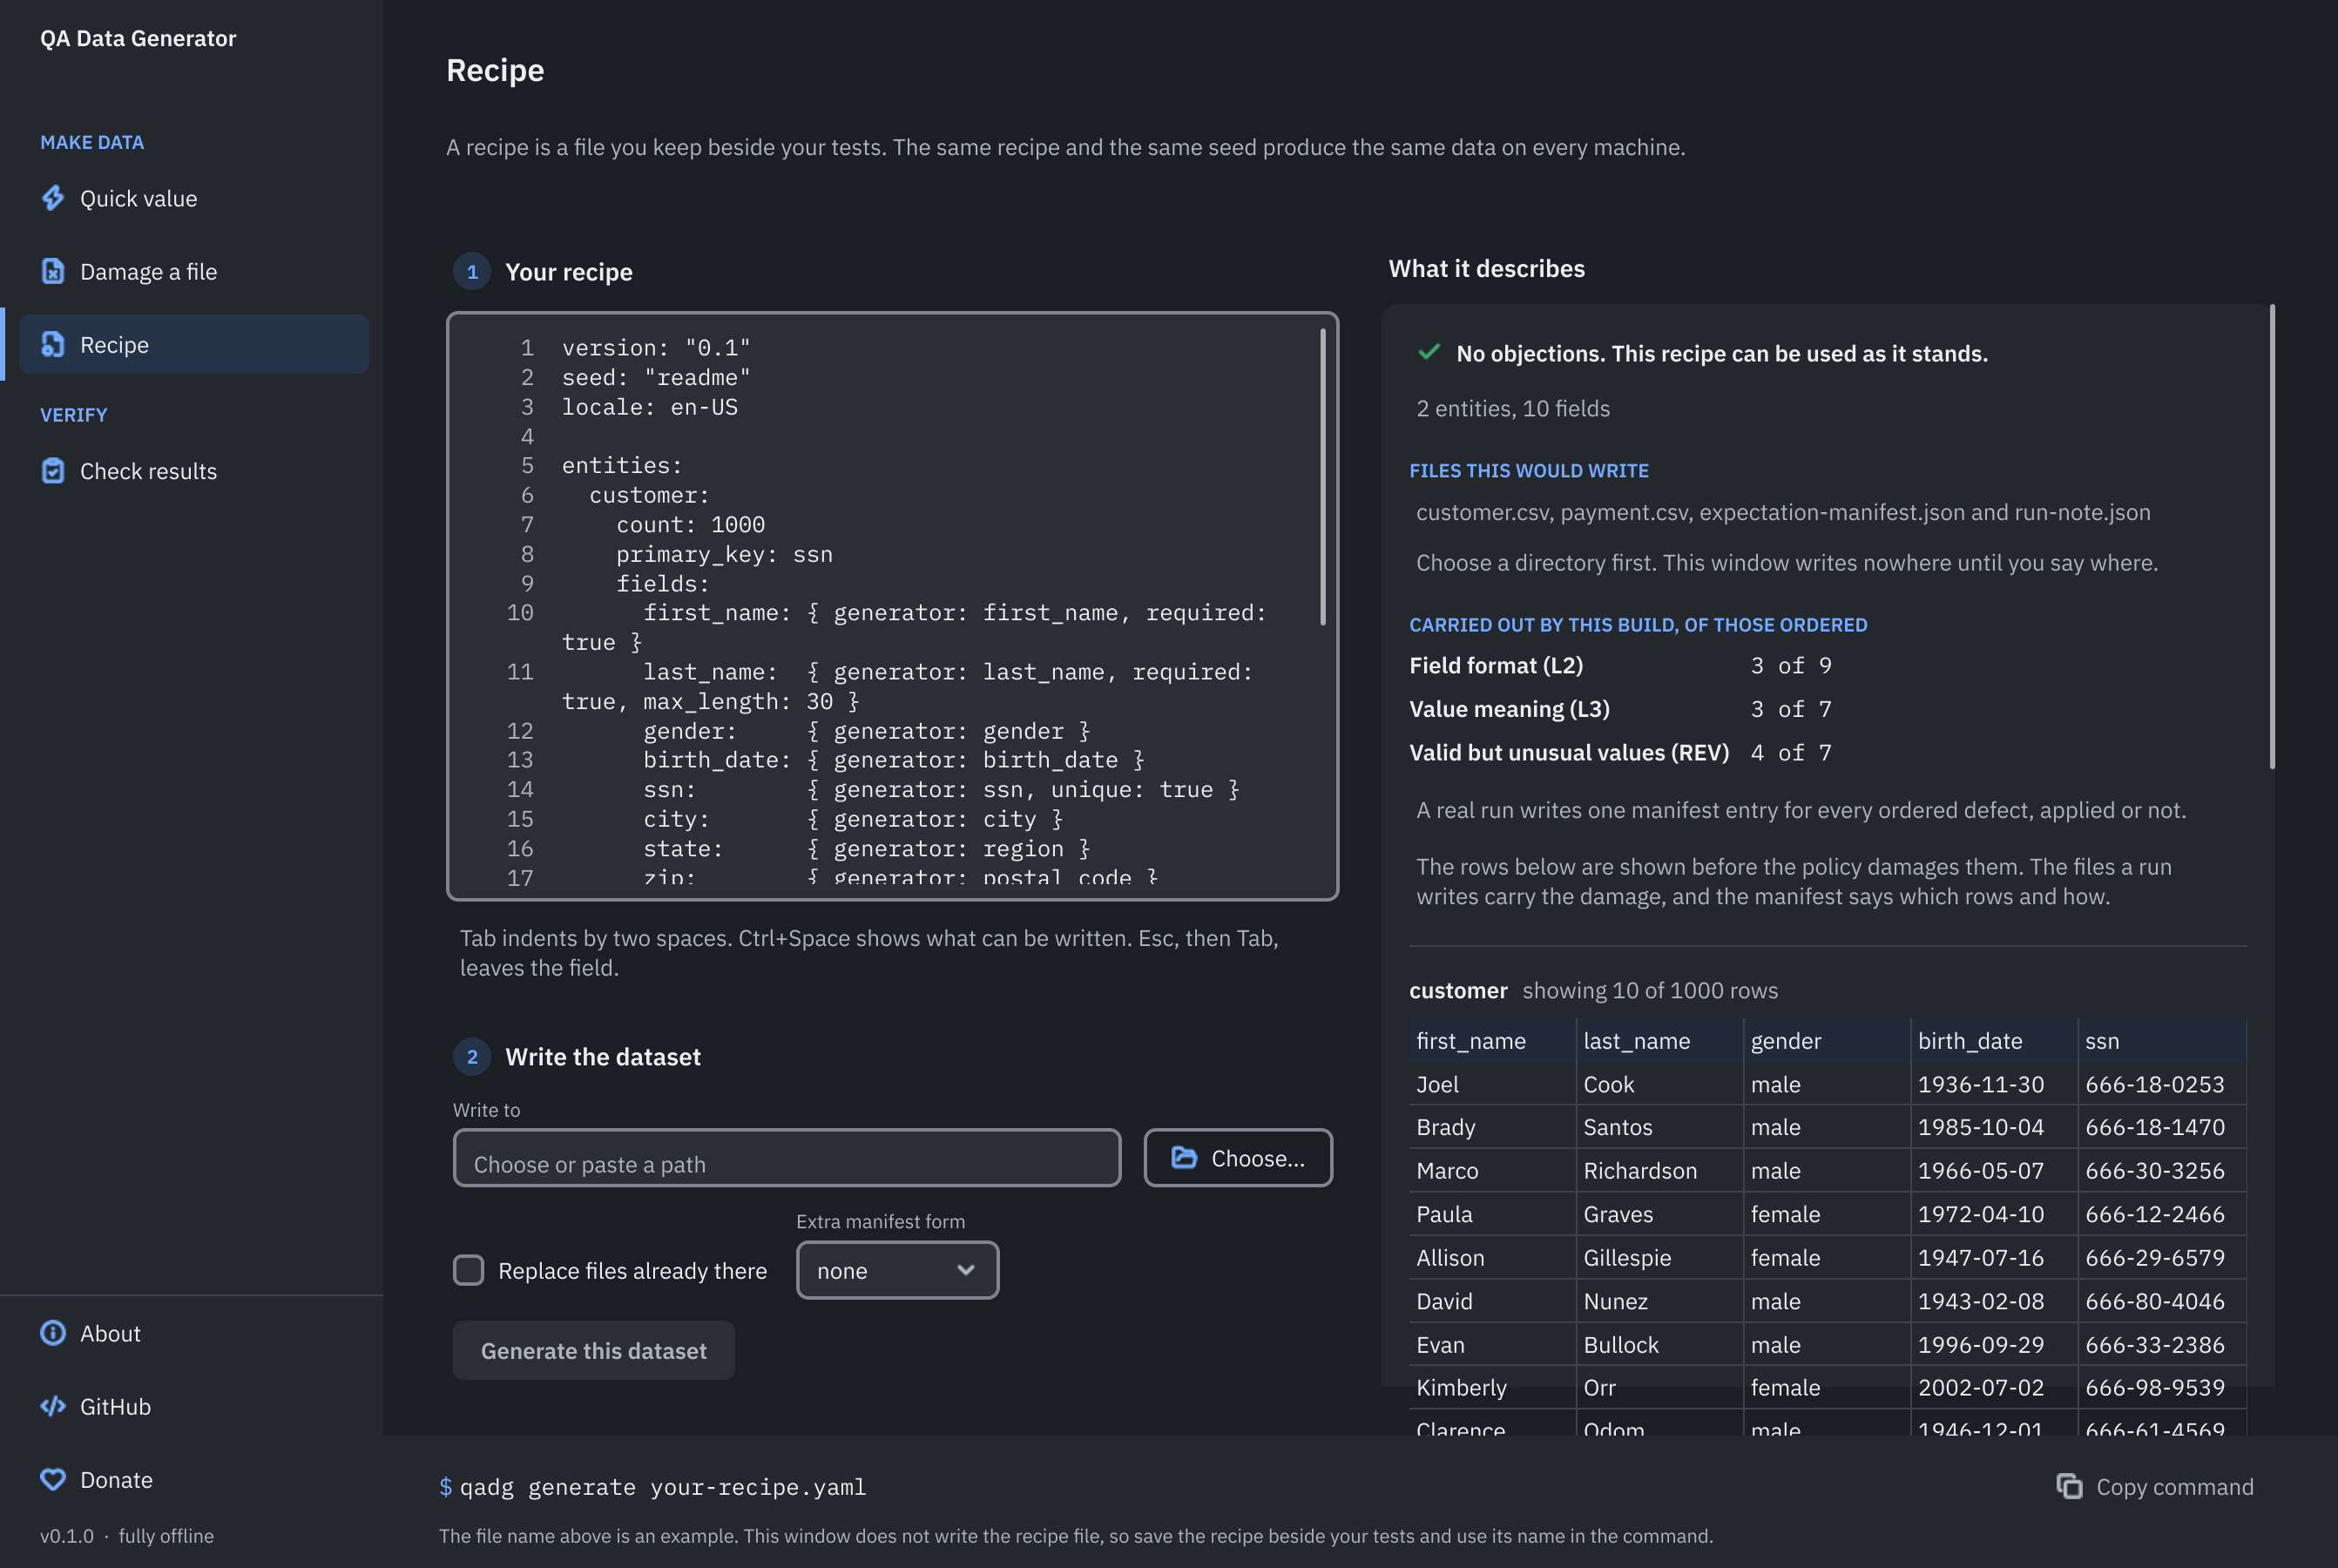 QA Data Generator
MAKE DATA
Quick value
Damage a file
Recipe
VERIFY
Check results
About
GitHub
Donate
v0.1.0 · fully offline
Recipe
A recipe is a file you keep beside your tests. The same recipe and the same seed produce the same data on every machine.
1 Your recipe
1 version: "0.1"
2 seed: "readme"
3 locale: en-US
4
5 entities:
6   customer:
7     count: 1000
8     primary_key: ssn
9     fields:
10       first_name: { generator: first_name, required:
true }
11       last_name:  { generator: last_name, required:
true, max_length: 30 }
12       gender:     { generator: gender }
13       birth_date: { generator: birth_date }
14       ssn:        { generator: ssn, unique: true }
15       city:       { generator: city }
16       state:      { generator: region }
17       zip:        { generator: postal_code }
Tab indents by two spaces. Ctrl+Space shows what can be written. Esc, then Tab,
leaves the field.
2 Write the dataset
Write to
Choose or paste a path
Choose...
Extra manifest form
Replace files already there
none
Generate this dataset
What it describes
No objections. This recipe can be used as it stands.
2 entities, 10 fields
FILES THIS WOULD WRITE
customer.csv, payment.csv, expectation-manifest.json and run-note.json
Choose a directory first. This window writes nowhere until you say where.
CARRIED OUT BY THIS BUILD, OF THOSE ORDERED
Field format (L2) 3 of 9
Value meaning (L3) 3 of 7
Valid but unusual values (REV) 4 of 7
A real run writes one manifest entry for every ordered defect, applied or not.
The rows below are shown before the policy damages them. The files a run
writes carry the damage, and the manifest says which rows and how.
customer showing 10 of 1000 rows
first_name last_name gender birth_date ssn
Joel Cook male 1936-11-30 666-18-0253
Brady Santos male 1985-10-04 666-18-1470
Marco Richardson male 1966-05-07 666-30-3256
Paula Graves female 1972-04-10 666-12-2466
Allison Gillespie female 1947-07-16 666-29-6579
David Nunez male 1943-02-08 666-80-4046
Evan Bullock male 1996-09-29 666-33-2386
Kimberly Orr female 2002-07-02 666-98-9539
Clarence Odom male 1946-12-01 666-61-4569
$ qadg generate your-recipe.yaml
Copy command
The file name above is an example. This window does not write the recipe file, so save the recipe beside your tests and use its name in the command.